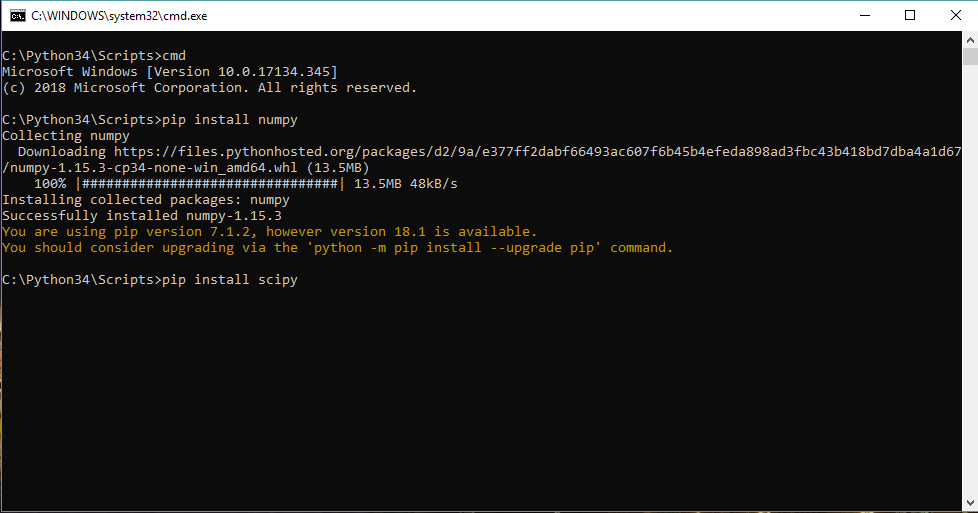 C:\WINDOWS\system32\cmd.exe
C:\Python34\Scripts>cmd
Microsoft Windows [Version 10.0.17134.345]
(c) 2018 Microsoft Corporation. All rights reserved.
C:\Python34\Scripts>pip install numpy
Collecting numpy
  Downloading https://files.pythonhosted.org/packages/d2/9a/e377ff2dabf66493ac607f6b45b4efeda898ad3fbc43b418bd7dba4a1d67
/numpy-1.15.3-cp34-none-win_amd64.whl (13.5MB)
    100% |################################| 13.5MB 48kB/s
Installing collected packages: numpy
Successfully installed numpy-1.15.3
You are using pip version 7.1.2, however version 18.1 is available.
You should consider upgrading via the 'python -m pip install --upgrade pip' command.
C:\Python34\Scripts>pip install scipy